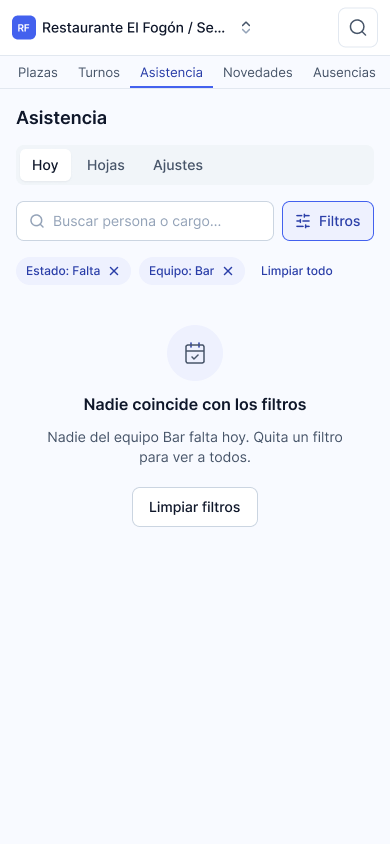 RF Restaurante El Fogón / Se...
Plazas Turnos Asistencia Novedades Ausencias
Asistencia
Hoy Hojas Ajustes
Buscar persona o cargo... Filtros
Estado: Falta Equipo: Bar Limpiar todo
Nadie coincide con los filtros
Nadie del equipo Bar falta hoy. Quita un filtro
para ver a todos.
Limpiar filtros